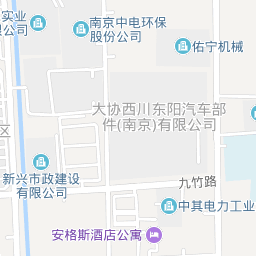 实业
公司
南京中电环保
股份公司
佑宁机械
大协西川东阳汽车部
件(南京)有限公司
区
新兴市政建设
有限公司
九竹路
中其电力工业
安格斯酒店公寓